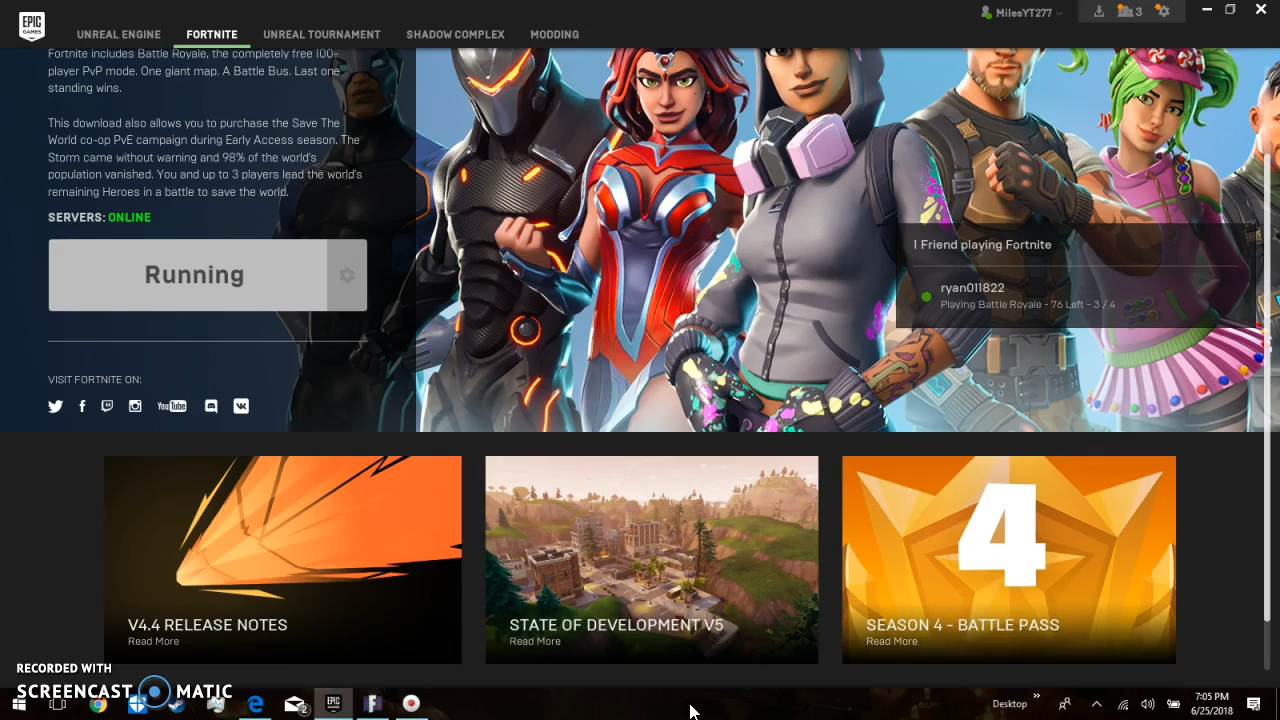 EPIC
GAMES
UNREAL ENGINE
FORTNITE
UNREAL TOURNAMENT
SHADOW COMPLEX
MODDING
MilesYT277
3
Fortnite includes Battle Royale, the completely free 100-
player PvP mode. One giant map. A Battle Bus. Last one
standing wins.
This download also allows you to purchase the Save The
World co-op PvE campaign during Early Access season. The
Storm came without warning and 98% of the world's
population vanished. You and up to 3 players lead the world's
remaining Heroes in a battle to save the world.
SERVERS: ONLINE
Running
1 Friend playing Fortnite
ryan011822
Playing Battle Royale - 76 Left - 3 / 4
VISIT FORTNITE ON:
You Tube
V4.4 RELEASE NOTES
Read More
STATE OF DEVELOPMENT V5
Read More
4
SEASON 4 - BATTLE PASS
Read More
RECORDED WITH
SCREENCAST MATIC
2
EPIC
F
Desktop
7:05 PM
6/25/2018